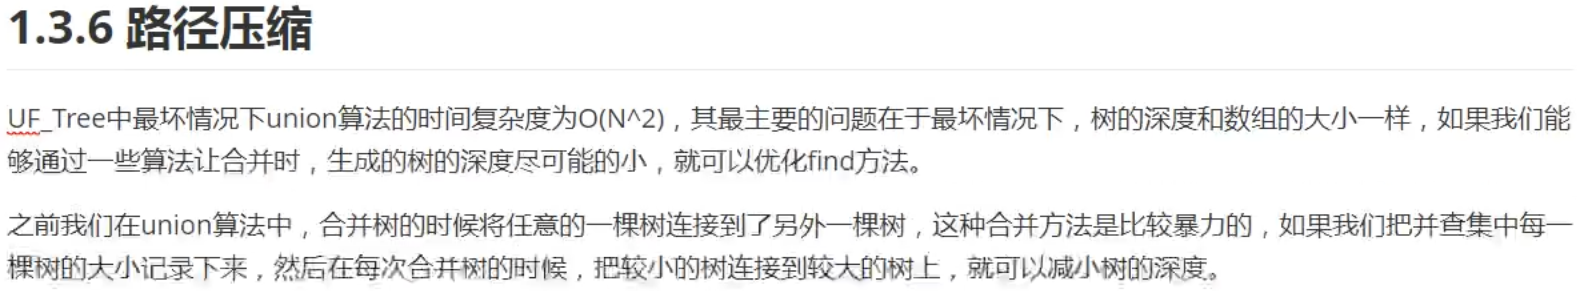 1.3.6 路径压缩
UF_Tree中最坏情况下union算法的时间复杂度为O(N^2)，其最主要的问题在于最坏情况下，树的深度和数组的大小一样，如果我们能
够通过一些算法让合并时，生成的树的深度尽可能的小，就可以优化find方法。
之前我们在union算法中，合并树的时候将任意的一棵树连接到了另外一棵树，这种合并方法是比较暴力的，如果我们把并查集中每一
棵树的大小记录下来，然后在每次合并树的时候，把较小的树连接到较大的树上，就可以减小树的深度。